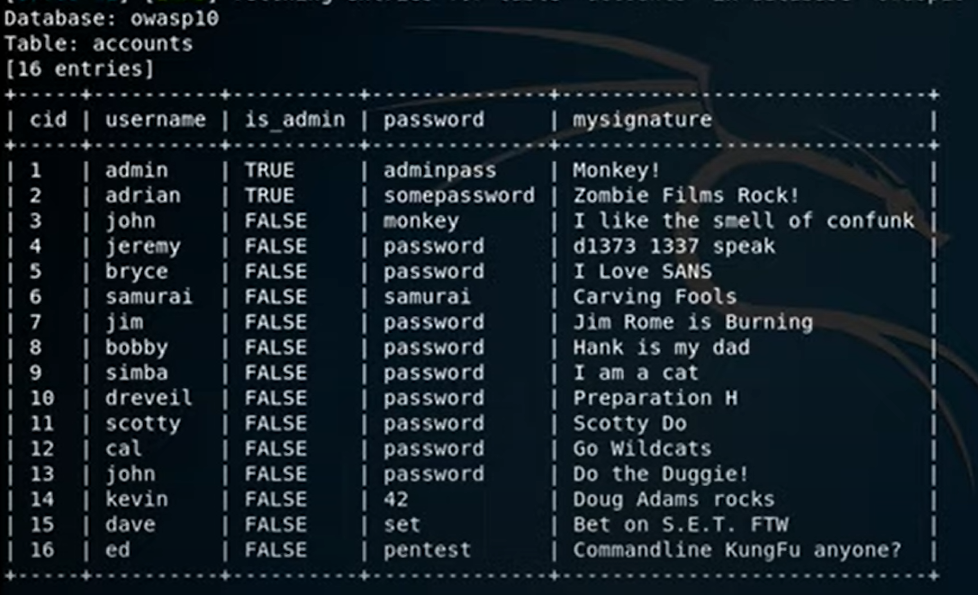 Database: owasp10
Table: accounts
[16 entries]
| cid | username | is_admin | password | mysignature |
| 1 | admin | TRUE | adminpass | Monkey! |
| 2 | adrian | TRUE | somepassword | Zombie Films Rock! |
| 3 | john | FALSE | monkey | I like the smell of confunk |
| 4 | jeremy | FALSE | password | d1373 1337 speak |
| 5 | bryce | FALSE | password | I Love SANS |
| 6 | samurai | FALSE | samurai | Carving Fools |
| 7 | jim | FALSE | password | Jim Rome is Burning |
| 8 | bobby | FALSE | password | Hank is my dad |
| 9 | simba | FALSE | password | I am a cat |
| 10 | dreveil | FALSE | password | Preparation H |
| 11 | scotty | FALSE | password | Scotty Do |
| 12 | cal | FALSE | password | Go Wildcats |
| 13 | john | FALSE | password | Do the Duggie! |
| 14 | kevin | FALSE | 42 | Doug Adams rocks |
| 15 | dave | FALSE | set | Bet on S.E.T. FTW |
| 16 | ed | FALSE | pentest | Commandline KungFu anyone? |